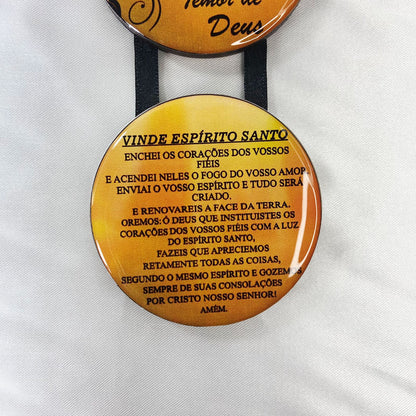 Temor de
Deus
VINDE ESPÍRITO SANTO
ENCHEI OS CORAÇÕES DOS VOSSOS
FIÉIS
E ACENDEI NELES O FOGO DO VOSSO AMOR.
ENVIAI O VOSSO ESPÍRITO E TUDO SERÁ
CRIADO.
E RENOVAREIS A FACE DA TERRA.
OREMOS: Ó DEUS QUE INSTITUISTES OS
CORAÇÕES DOS VOSSOS FIÉIS COM A LUZ
DO ESPÍRITO SANTO,
FAZEIS QUE APRECIEMOS
RETAMENTE TODAS AS COISAS,
SEGUNDO O MESMO ESPÍRITO E GOZEMOS
SEMPRE DE SUAS CONSOLAÇÕES
POR CRISTO NOSSO SENHOR!
AMÉM.